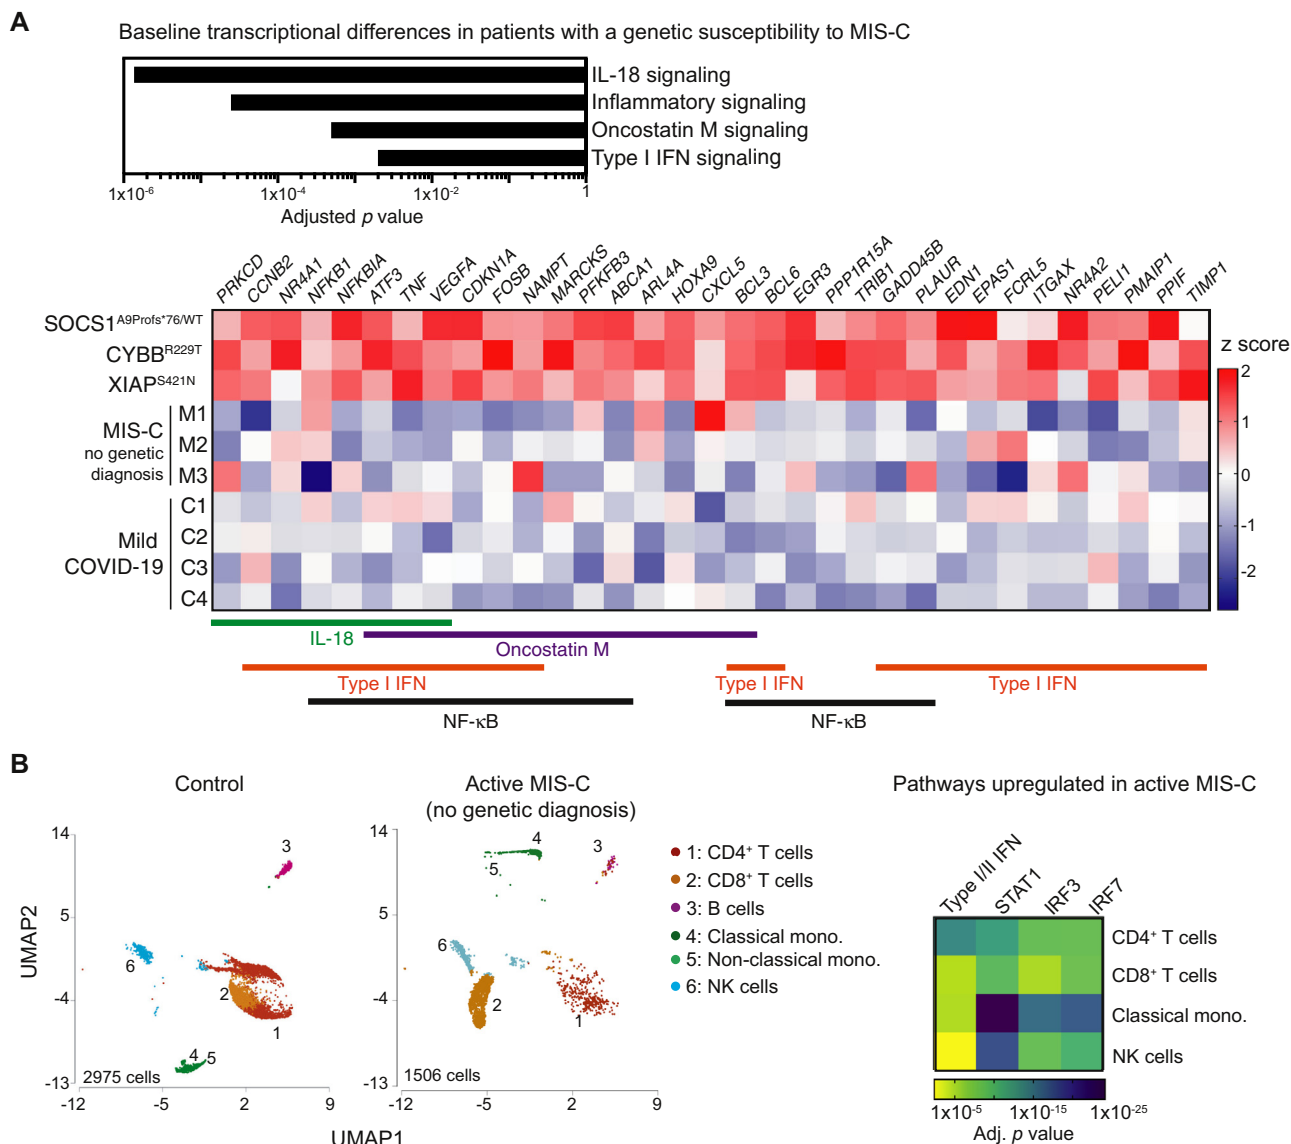 A
Baseline transcriptional differences in patients with a genetic susceptibility to MIS-C
IL-18 signaling
Inflammatory signaling
Oncostatin M signaling
Type I IFN signaling
1x10-6 1x10-4 1x10-2 1
Adjusted p value
PRKCD CCNB2 NR4A1 NFKB1 NFKBIA ATF3 TNF VEGFA CDKN1A FOSB NAMPT MARCKS PFKFB3 ABCA1 ARL4A HOXA9 CXCL5 BCL3 BCL6 EGR3 PPP1R15A TRIB1 GADD45B PLAUR EDN1 EPAS1 FCRL5 ITGAX NR4A2 PELI1 PMAIP1 PPIF TIMP1
SOCS1A9Profs*76/WT
CYBBR229T
XIAPS421N
MIS-C
no genetic
diagnosis
M1
M2
M3
Mild
COVID-19
C1
C2
C3
C4
z score
2
1
0
-1
-2
IL-18
Oncostatin M
Type I IFN Type I IFN Type I IFN
NF-κB NF-κB
B
Control
14
5
-4
-13
UMAP2
3
6
2
1
4 5
2975 cells
-12 -5 2 9
Active MIS-C
(no genetic diagnosis)
14
5
-4
-13
4
3
5
6
2
1
1506 cells
-12 -5 2 9
UMAP1
1: CD4+ T cells
2: CD8+ T cells
3: B cells
4: Classical mono.
5: Non-classical mono.
6: NK cells
Pathways upregulated in active MIS-C
Type I/II IFN STAT1 IRF3 IRF7
CD4+ T cells
CD8+ T cells
Classical mono.
NK cells
1x10-5 1x10-15 1x10-25
Adj. p value